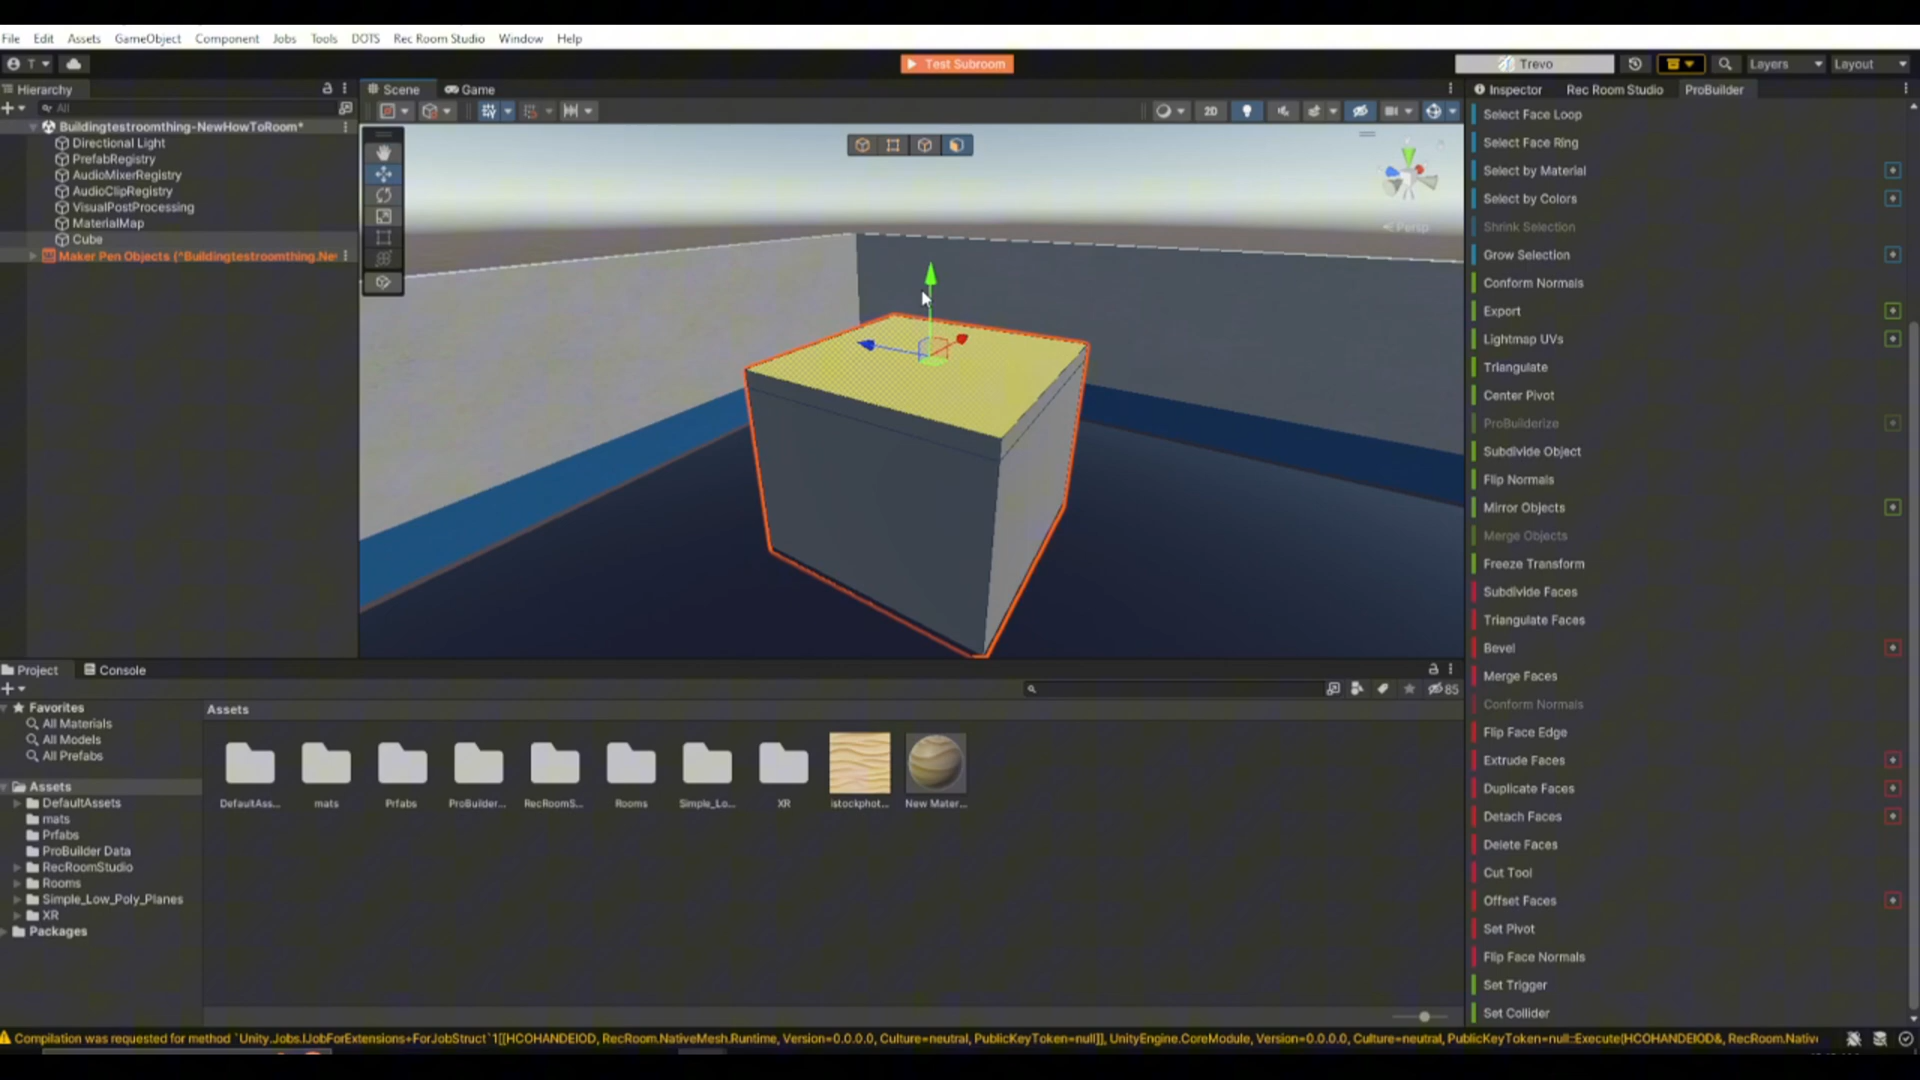 File Edit Assets GameObject Component Jobs Tools DOTS Rec Room Studio Window Help
T Test Subroom Trevo Layers Layout
Hierarchy
All
Buildingtestroomthing-NewHowToRoom*
Directional Light
PrefabRegistry
AudioMixerRegistry
AudioClipRegistry
VisualPostProcessing
MaterialMap
Cube
Maker Pen Objects (^Buildingtestroomthing.Ne
Scene Game
2D
Persp
Inspector Rec Room Studio ProBuilder
Select Face Loop
Select Face Ring
Select by Material
Select by Colors
Shrink Selection
Grow Selection
Conform Normals
Export
Lightmap UVs
Triangulate
Center Pivot
ProBuilderize
Subdivide Object
Flip Normals
Mirror Objects
Merge Objects
Freeze Transform
Subdivide Faces
Triangulate Faces
Bevel
Merge Faces
Conform Normals
Flip Face Edge
Extrude Faces
Duplicate Faces
Detach Faces
Delete Faces
Cut Tool
Offset Faces
Set Pivot
Flip Face Normals
Set Trigger
Set Collider
Project Console
85
Favorites
All Materials
All Models
All Prefabs
Assets
DefaultAssets
mats
Prfabs
ProBuilder Data
RecRoomStudio
Rooms
Simple_Low_Poly_Planes
XR
Packages
Assets
DefaultAss... mats Prfabs ProBuilder... RecRoomS... Rooms Simple_Lo... XR istockphot... New Mater...
Compilation was requested for method `Unity.Jobs.IJobForExtensions+ForJobStruct`1[[HCOHANDEIOD, RecRoom.NativeMesh.Runtime, Version=0.0.0.0, Culture=neutral, PublicKeyToken=null]], UnityEngine.CoreModule, Version=0.0.0.0, Culture=neutral, PublicKeyToken=null::Execute(HCOHANDEIOD&, RecRoom.Native